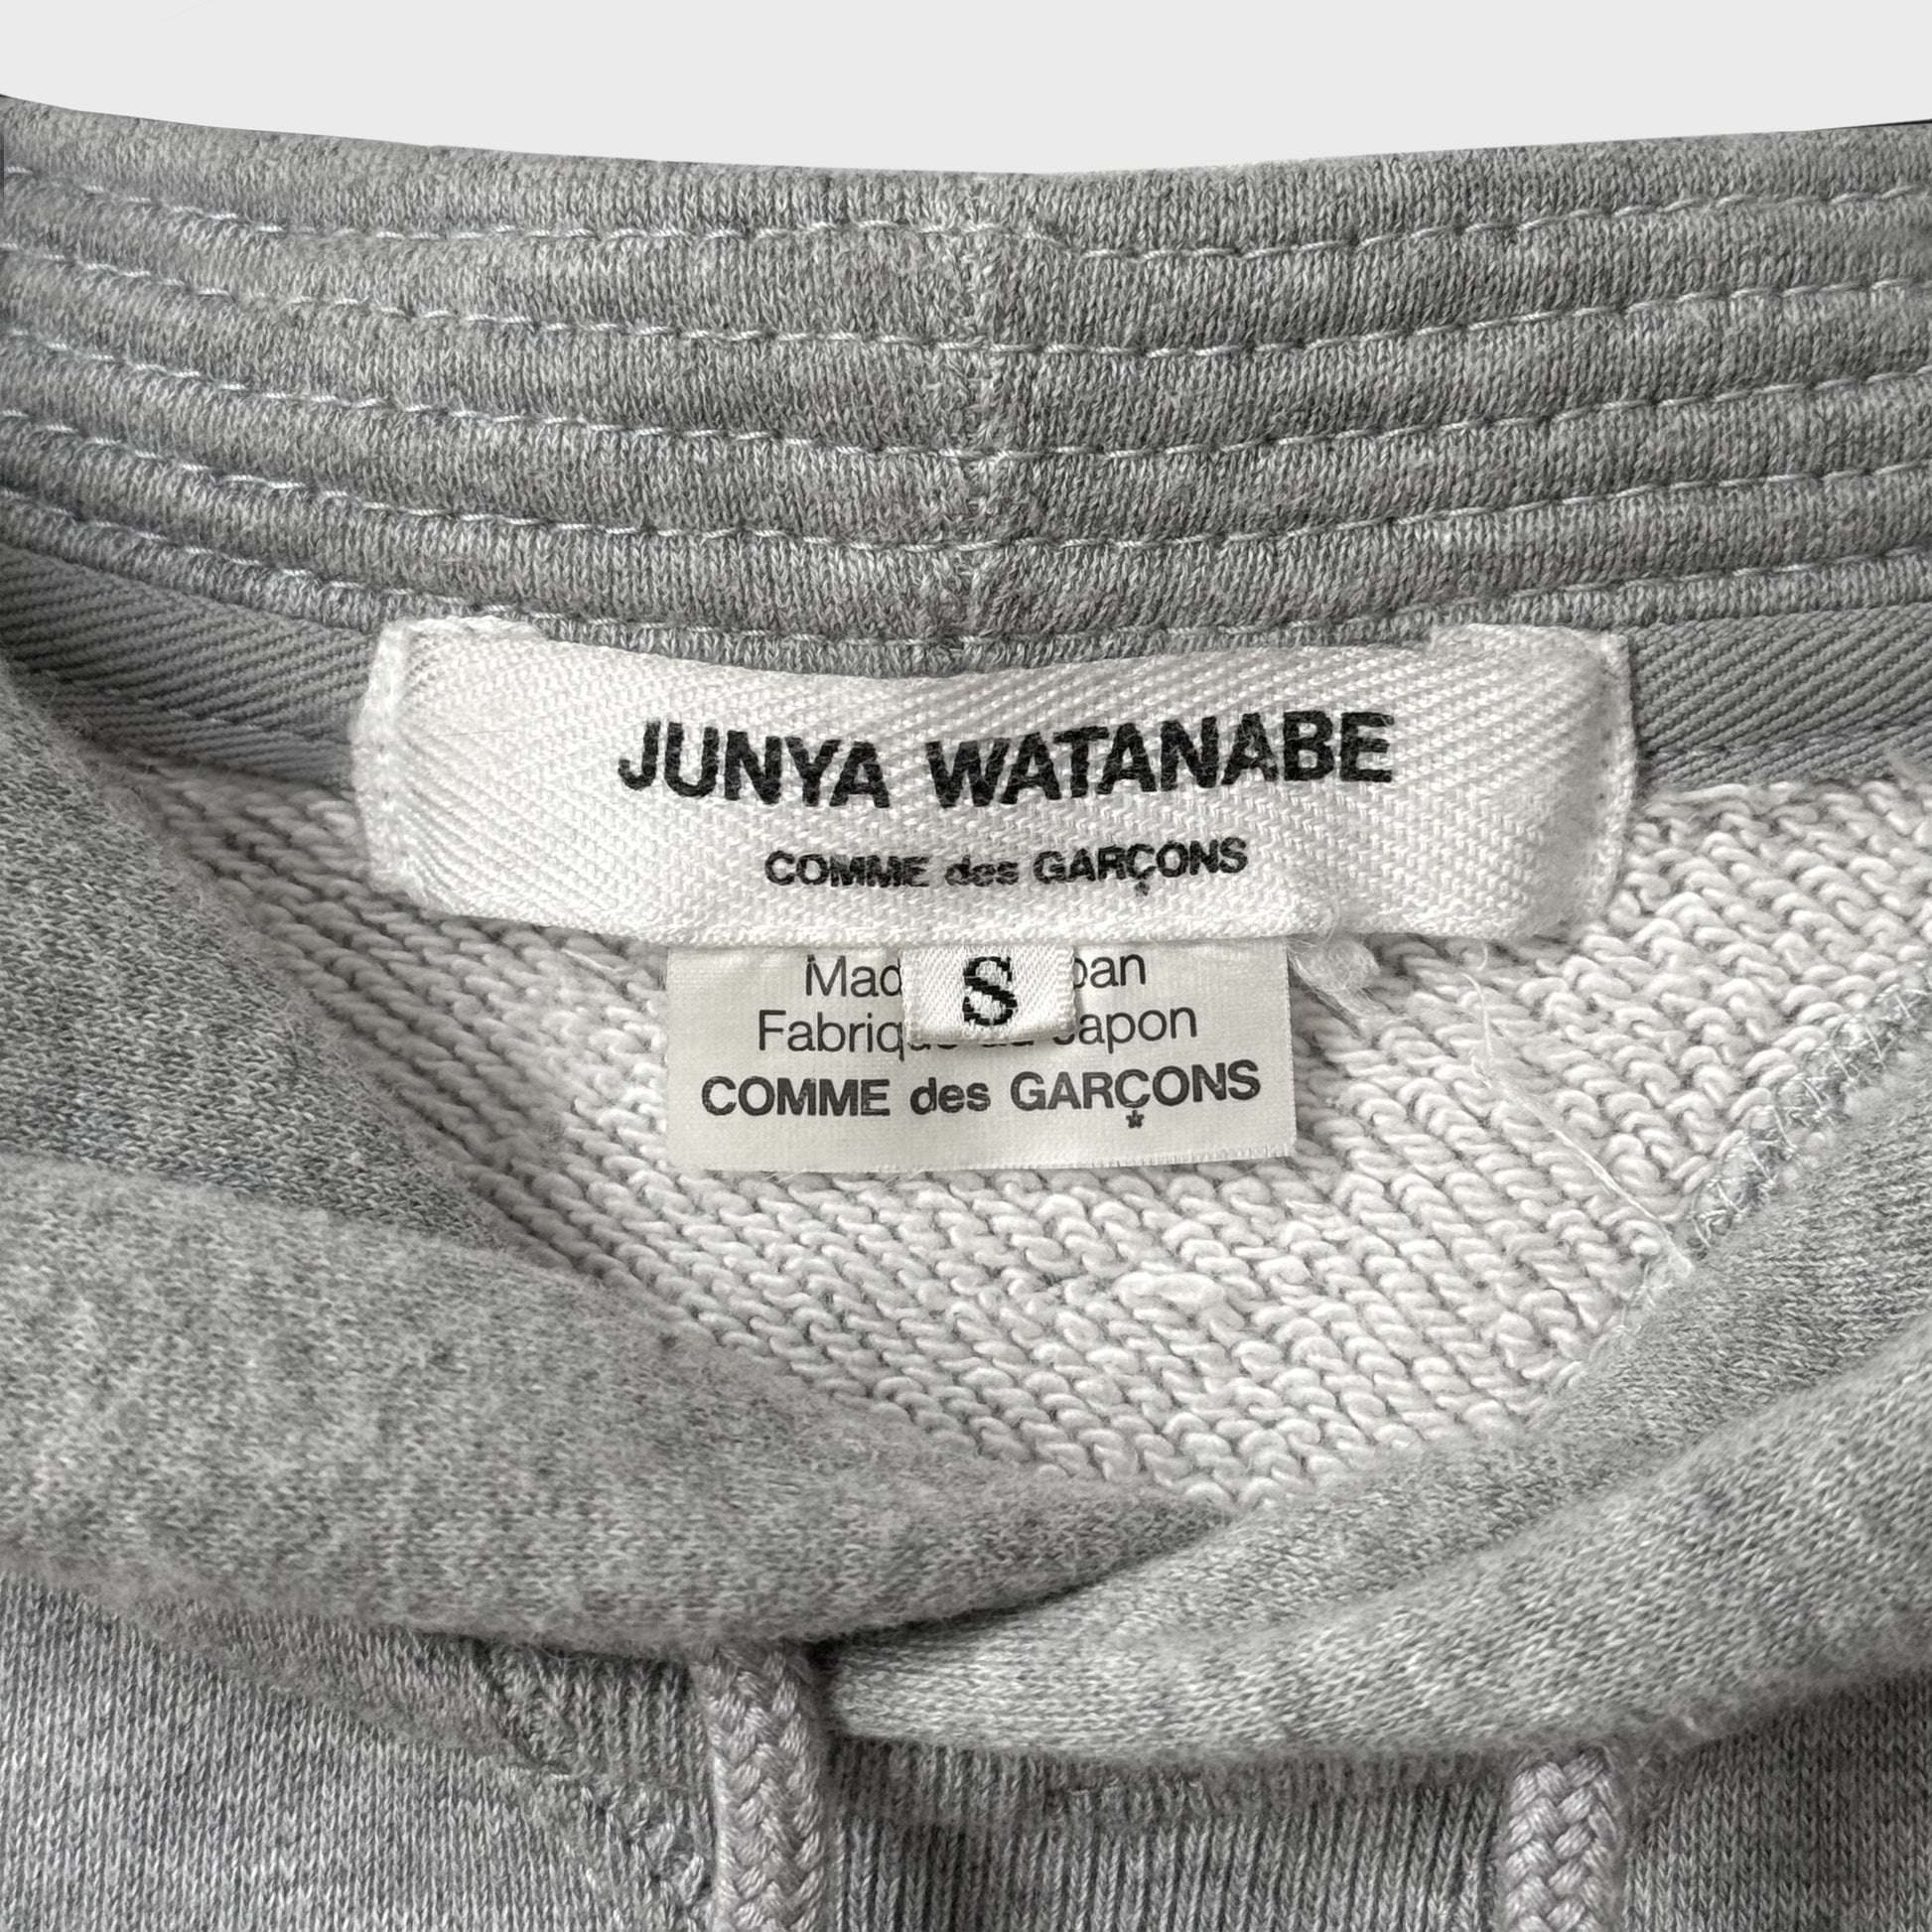 JUNYA WATANABE
COMME des GARÇONS
S
COMME des GARÇONS